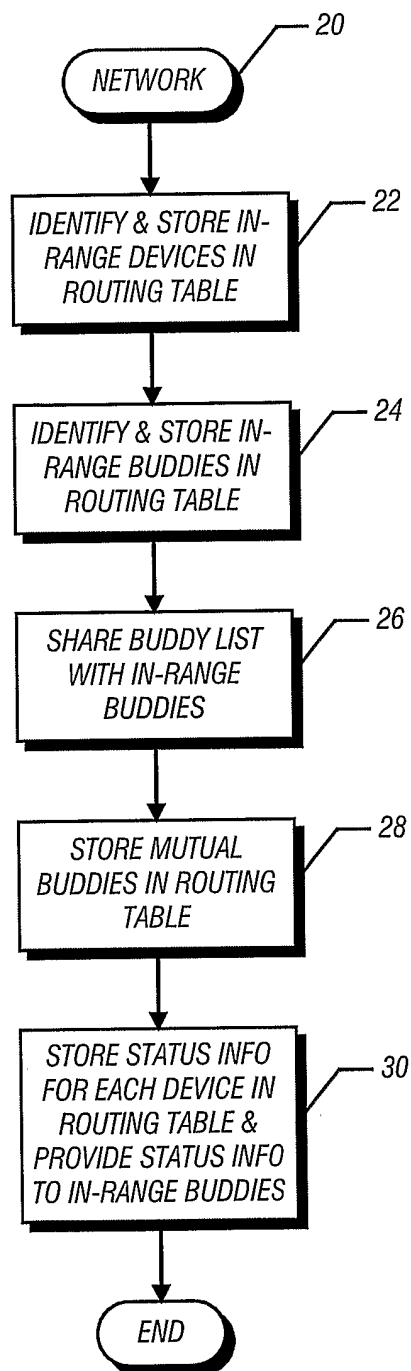 20
NETWORK
22
IDENTIFY & STORE IN-
RANGE DEVICES IN
ROUTING TABLE
24
IDENTIFY & STORE IN-
RANGE BUDDIES IN
ROUTING TABLE
26
SHARE BUDDY LIST
WITH IN-RANGE
BUDDIES
28
STORE MUTUAL
BUDDIES IN ROUTING
TABLE
30
STORE STATUS INFO
FOR EACH DEVICE IN
ROUTING TABLE &
PROVIDE STATUS INFO
TO IN-RANGE BUDDIES
END